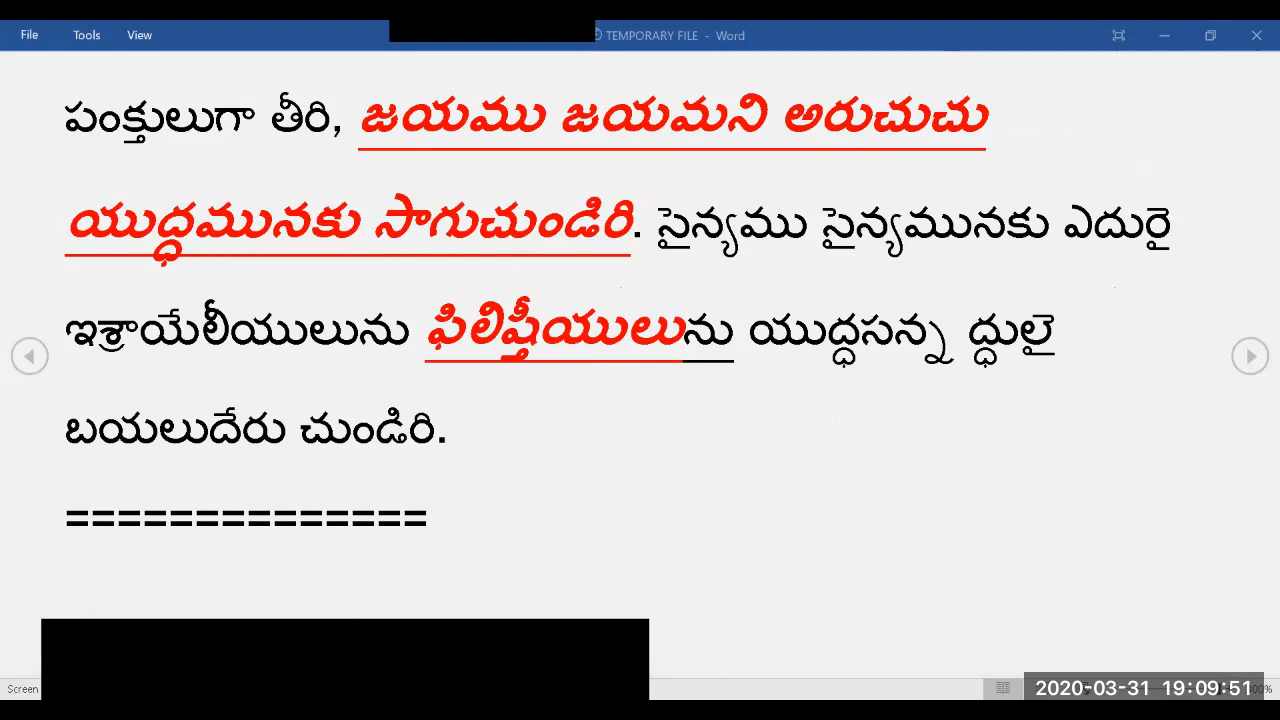 File Tools View TEMPORARY FILE - Word
పంక్తులుగా తీరి, జయము జయమని అరుచుచు
యుద్ధమునకు సాగుచుండిరి. సైన్యము సైన్యమునకు ఎదురై
ఇశ్రాయేలీయులును ఫిలిష్తీయులును యుద్ధసన్న ద్ధులై
బయలుదేరు చుండిరి.
==============
Screen 2020-03-31 19:09:51